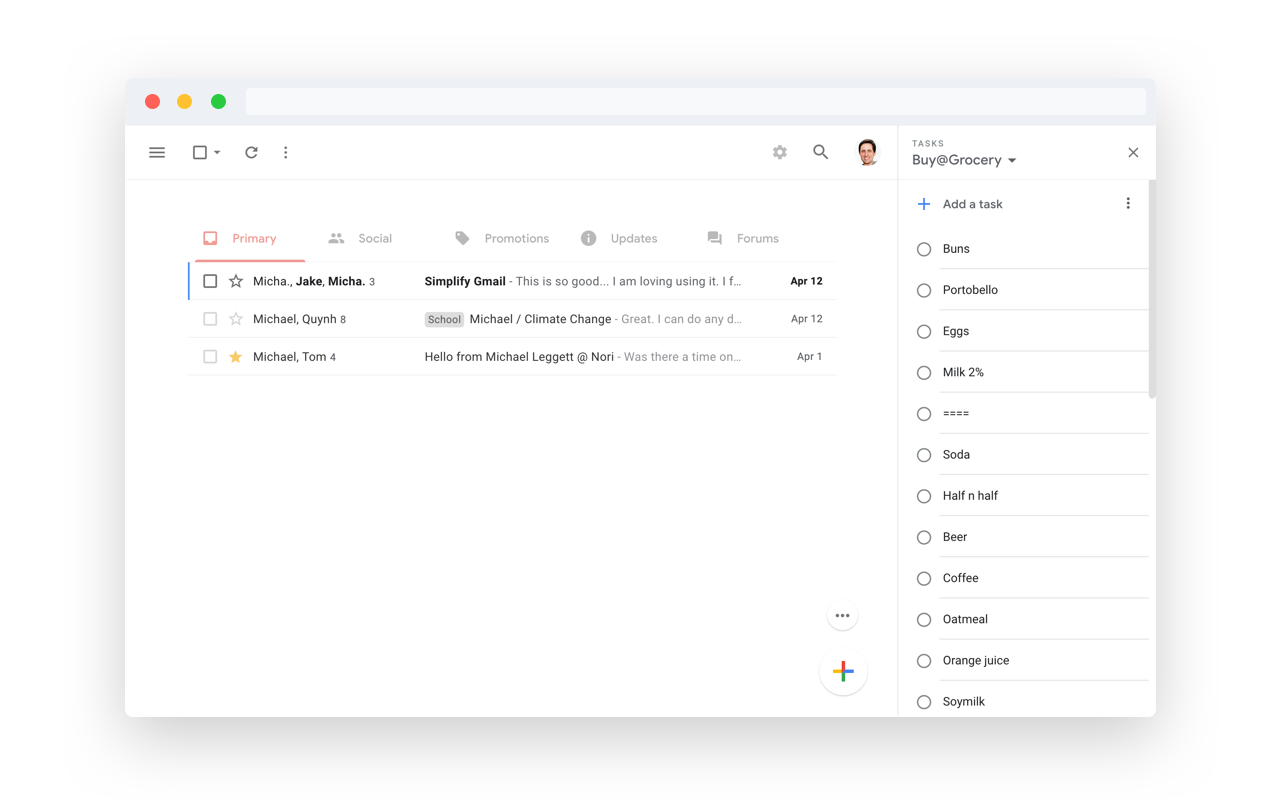 TASKS
Buy@Grocery
Add a task
Primary Social Promotions Updates Forums
Micha., Jake, Micha. 3 Simplify Gmail - This is so good... I am loving using it. I f... Apr 12
Michael, Quynh 8 School Michael / Climate Change - Great. I can do any d... Apr 12
Michael, Tom 4 Hello from Michael Leggett @ Nori - Was there a time on... Apr 1
Buns
Portobello
Eggs
Milk 2%
====
Soda
Half n half
Beer
Coffee
Oatmeal
Orange juice
Soymilk